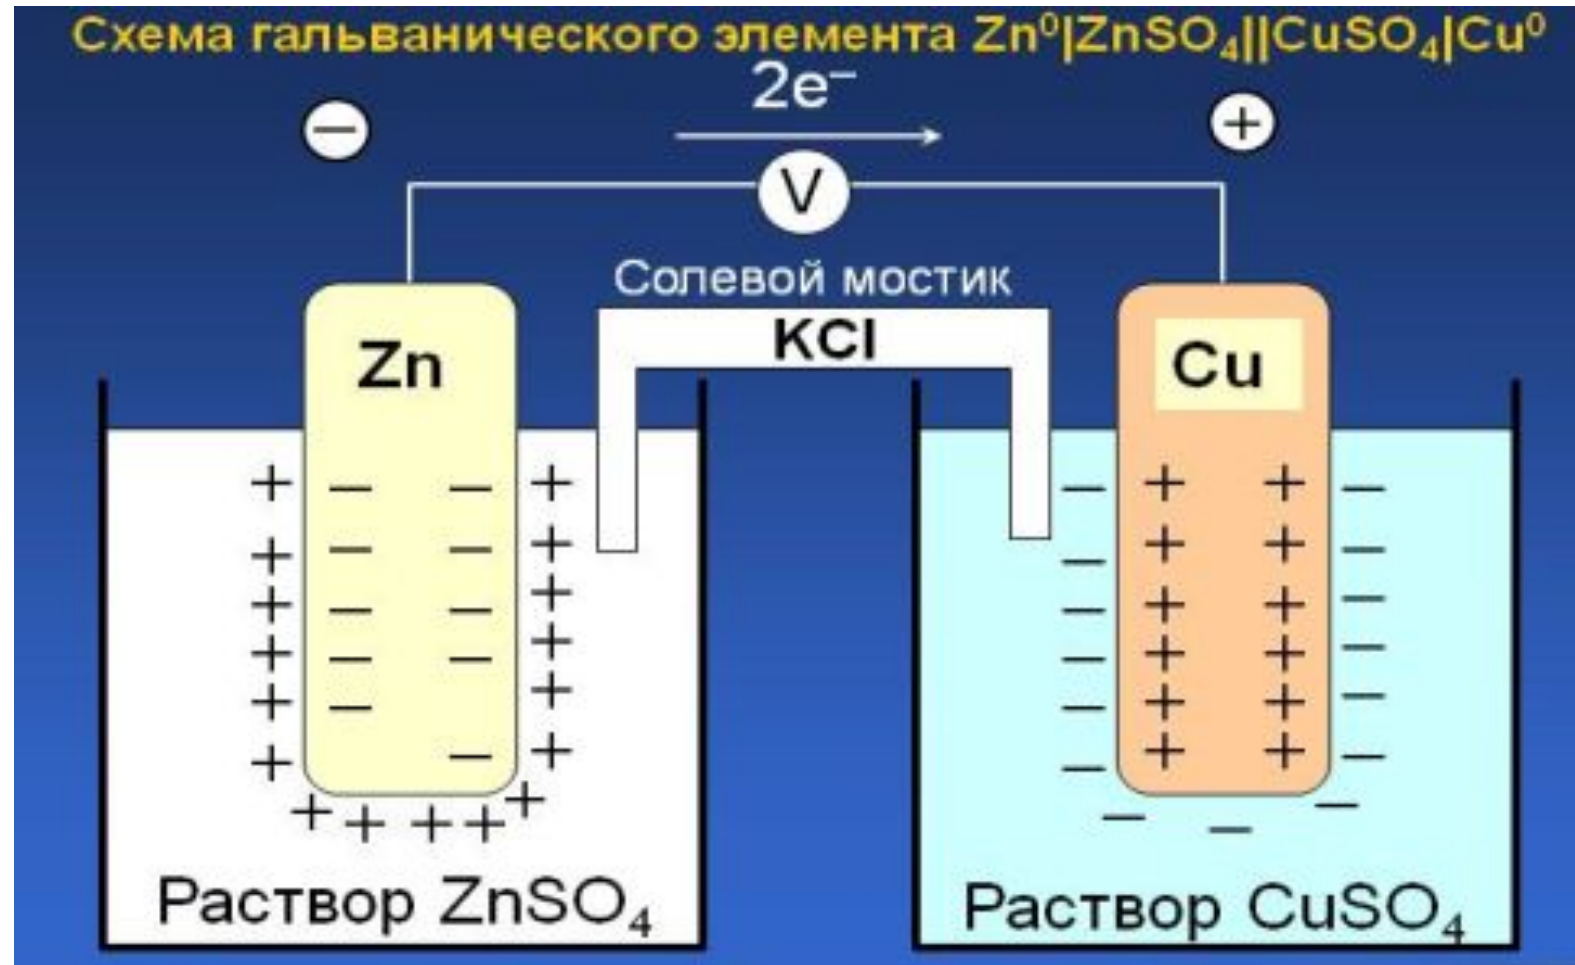 Схема гальванического элемента Zn⁰|ZnSO₄||CuSO₄|Cu⁰
2e⁻
− +
V
Солевой мостик
KCl
Zn
Cu
Раствор ZnSO₄
Раствор CuSO₄